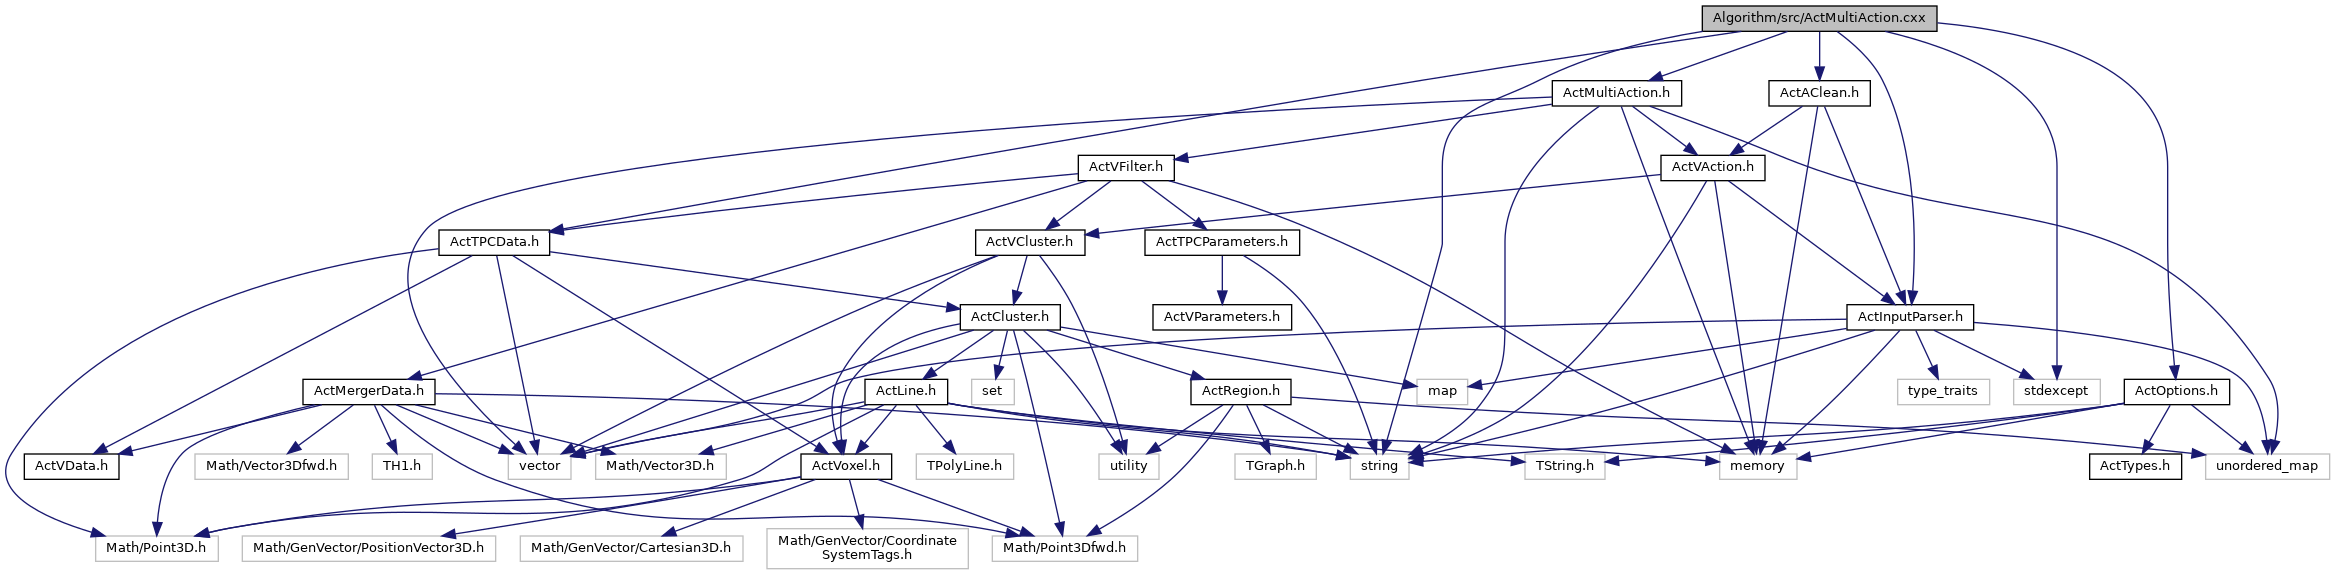 Algorithm/src/ActMultiAction.cxx
ActMultiAction.h
ActAClean.h
ActVFilter.h
ActVAction.h
ActTPCData.h
ActVCluster.h
ActTPCParameters.h
ActCluster.h
ActVParameters.h
ActInputParser.h
ActMergerData.h
ActLine.h
set
ActRegion.h
map
type_traits
stdexcept
ActOptions.h
ActVData.h
Math/Vector3Dfwd.h
TH1.h
vector
Math/Vector3D.h
ActVoxel.h
TPolyLine.h
utility
TGraph.h
string
TString.h
memory
ActTypes.h
unordered_map
Math/Point3D.h
Math/GenVector/PositionVector3D.h
Math/GenVector/Cartesian3D.h
Math/GenVector/Coordinate
SystemTags.h
Math/Point3Dfwd.h